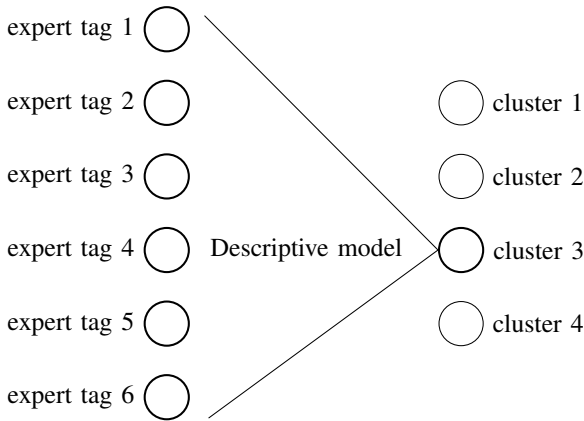 expert tag 1
expert tag 2
cluster 1
expert tag 3
cluster 2
expert tag 4
Descriptive model
cluster 3
expert tag 5
cluster 4
expert tag 6